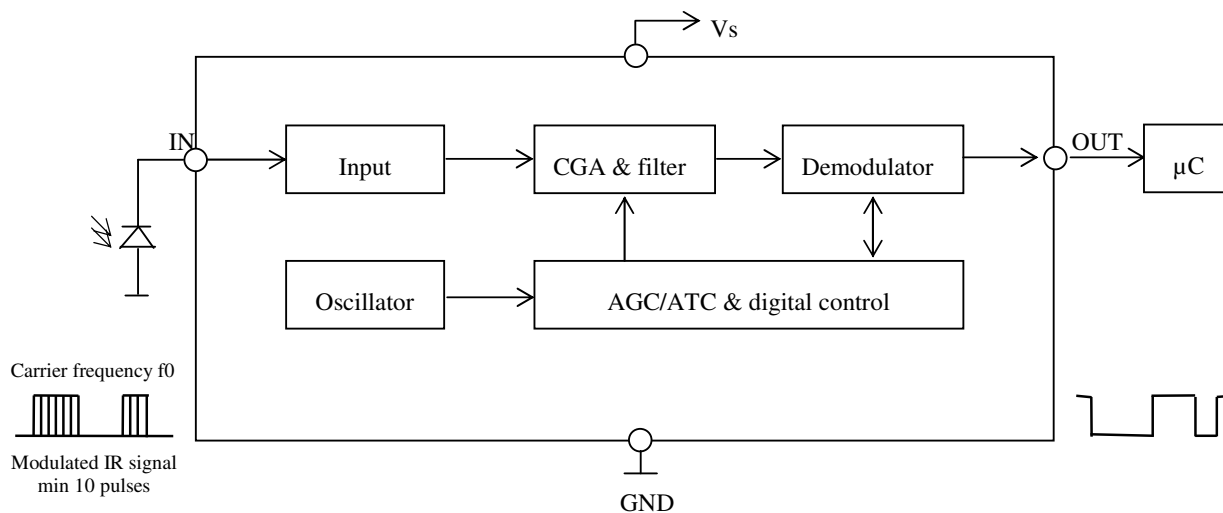 Vs
IN
OUT
Input
CGA & filter
Demodulator
µC
Oscillator
AGC/ATC & digital control
Carrier frequency f0
Modulated IR signal
min 10 pulses
GND